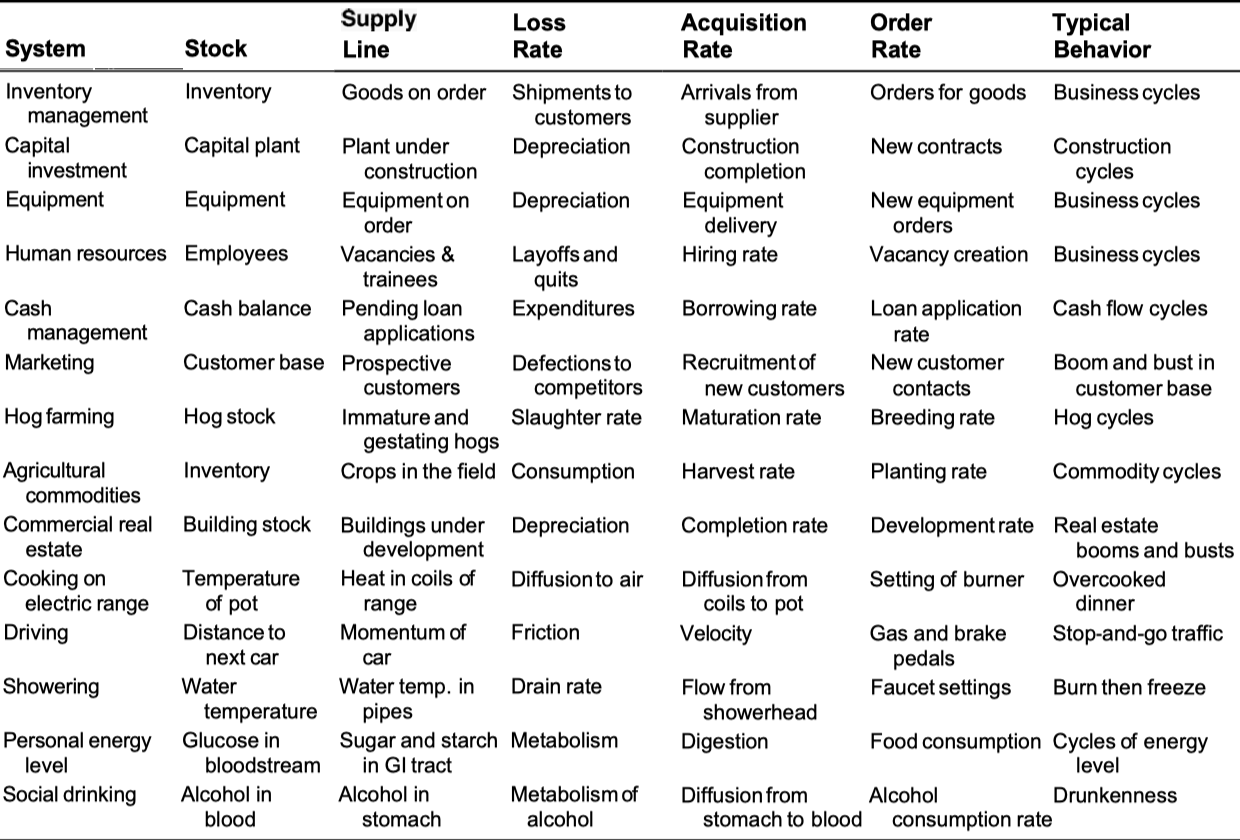 System Stock Supply Line Loss Rate Acquisition Rate Order Rate Typical Behavior
Inventory management Inventory Goods on order Shipments to customers Arrivals from supplier Orders for goods Business cycles
Capital investment Capital plant Plant under construction Depreciation Construction completion New contracts Construction cycles
Equipment Equipment Equipment on order Depreciation Equipment delivery New equipment orders Business cycles
Human resources Employees Vacancies & trainees Layoffs and quits Hiring rate Vacancy creation Business cycles
Cash management Cash balance Pending loan applications Expenditures Borrowing rate Loan application rate Cash flow cycles
Marketing Customer base Prospective customers Defections to competitors Recruitment of new customers New customer contacts Boom and bust in customer base
Hog farming Hog stock Immature and gestating hogs Slaughter rate Maturation rate Breeding rate Hog cycles
Agricultural commodities Inventory Crops in the field Consumption Harvest rate Planting rate Commodity cycles
Commercial real estate Building stock Buildings under development Depreciation Completion rate Development rate Real estate booms and busts
Cooking on electric range Temperature of pot Heat in coils of range Diffusion to air Diffusion from coils to pot Setting of burner Overcooked dinner
Driving Distance to next car Momentum of car Friction Velocity Gas and brake pedals Stop-and-go traffic
Showering Water temperature Water temp. in pipes Drain rate Flow from showerhead Faucet settings Burn then freeze
Personal energy level Glucose in bloodstream Sugar and starch in GI tract Metabolism Digestion Food consumption Cycles of energy level
Social drinking Alcohol in blood Alcohol in stomach Metabolism of alcohol Diffusion from stomach to blood Alcohol consumption rate Drunkenness